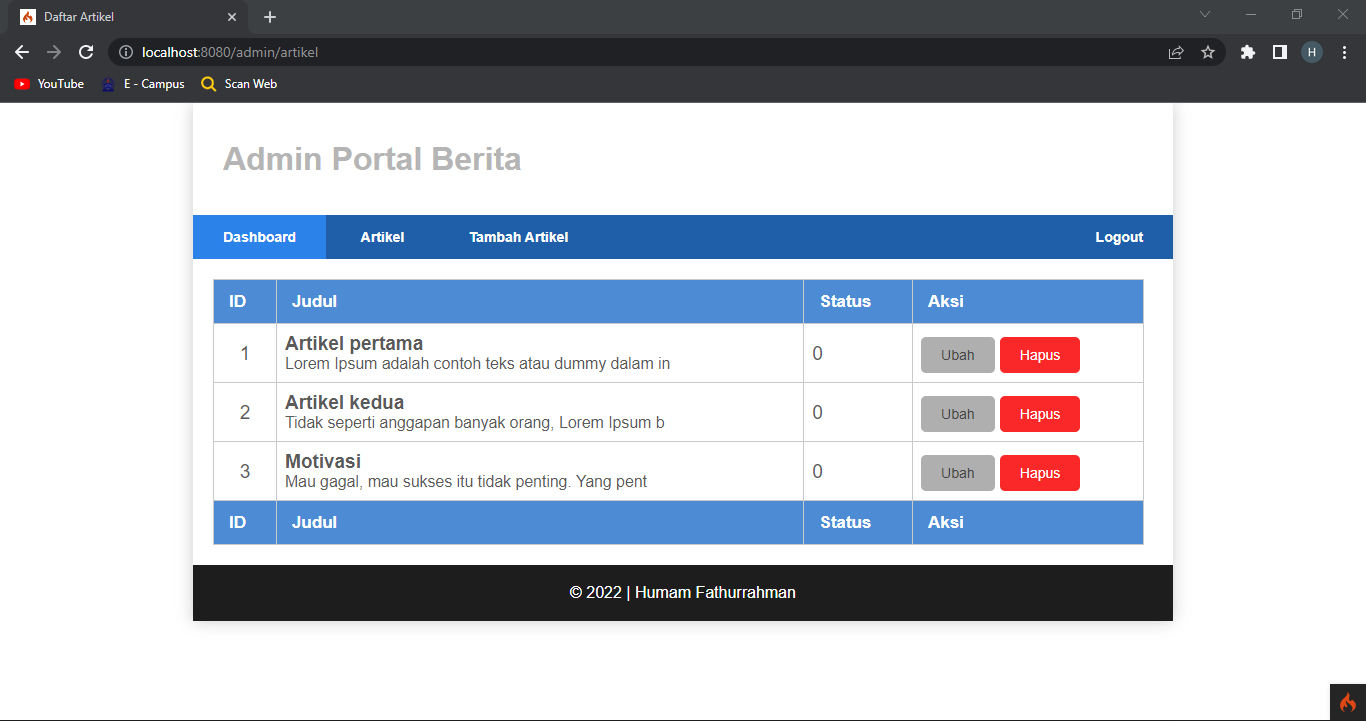 Daftar Artikel
localhost:8080/admin/artikel
H
YouTube
E - Campus
Scan Web
Admin Portal Berita
Dashboard Artikel Tambah Artikel Logout
ID Judul Status Aksi
1 Artikel pertama 0 Ubah Hapus
Lorem Ipsum adalah contoh teks atau dummy dalam in
2 Artikel kedua 0 Ubah Hapus
Tidak seperti anggapan banyak orang, Lorem Ipsum b
3 Motivasi 0 Ubah Hapus
Mau gagal, mau sukses itu tidak penting. Yang pent
ID Judul Status Aksi
© 2022 | Humam Fathurrahman